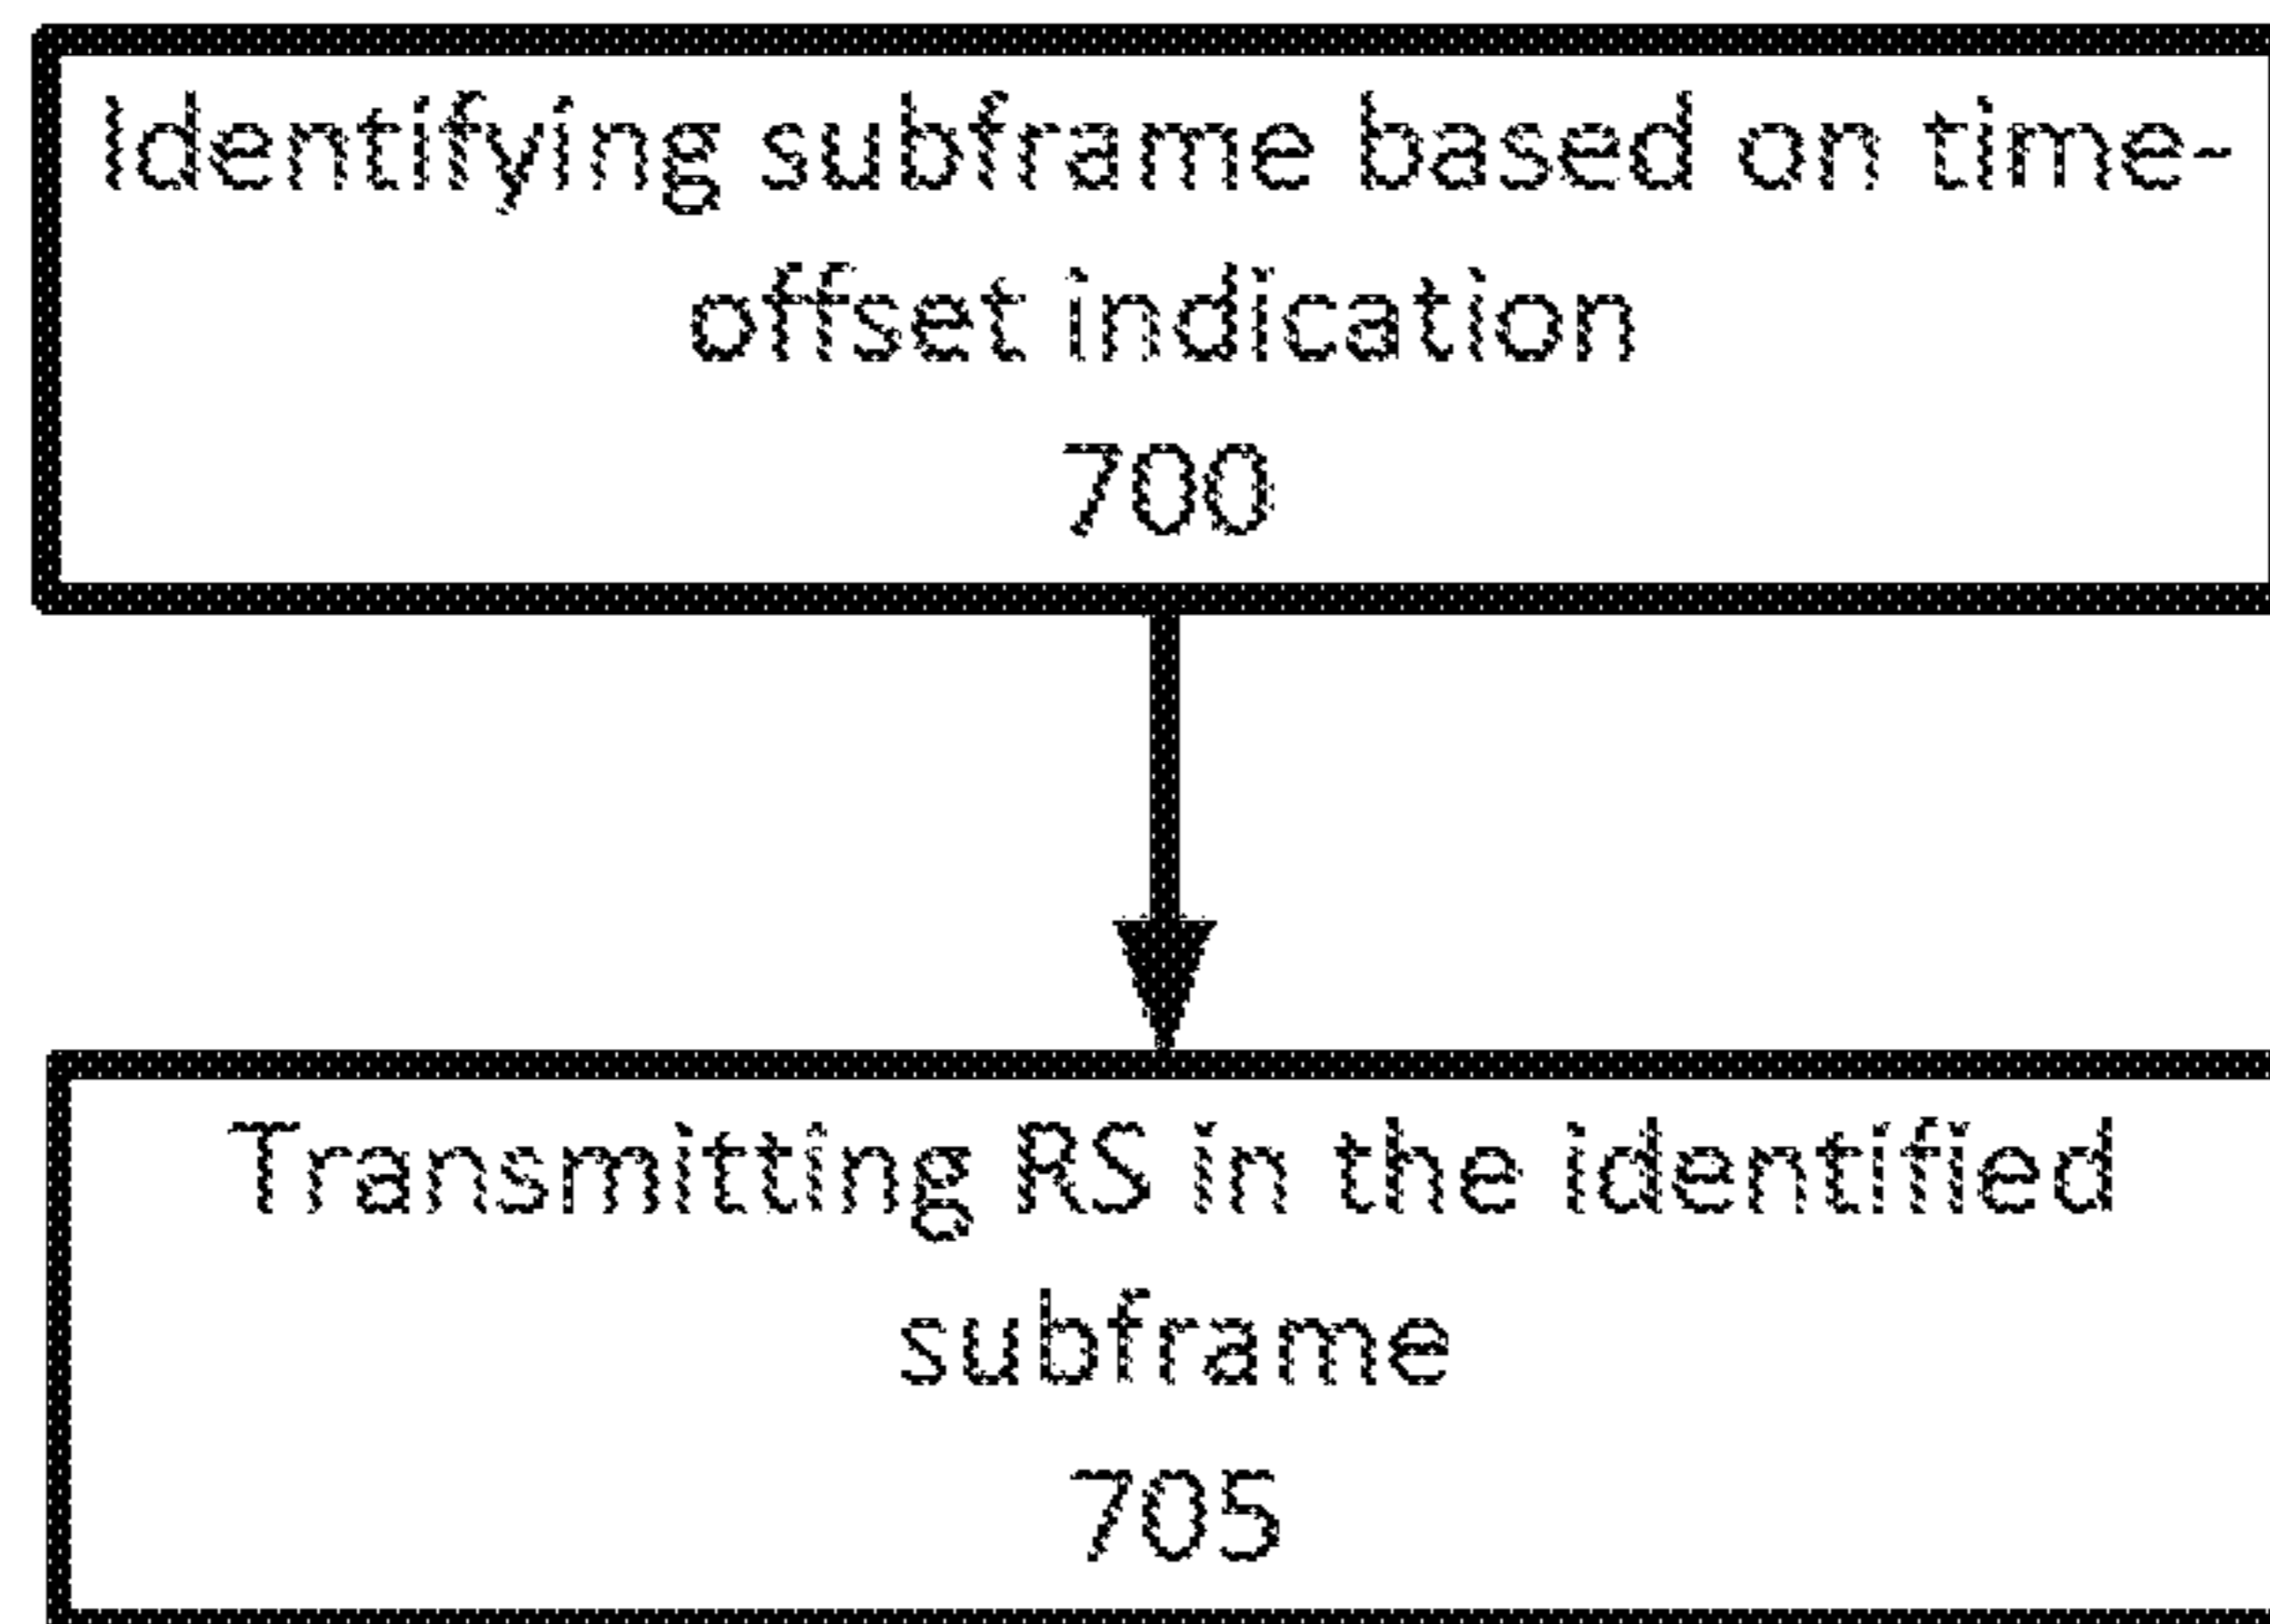 Identifying subframe based on time-
offset indication
700
Transmitting RS in the identified
subframe
705